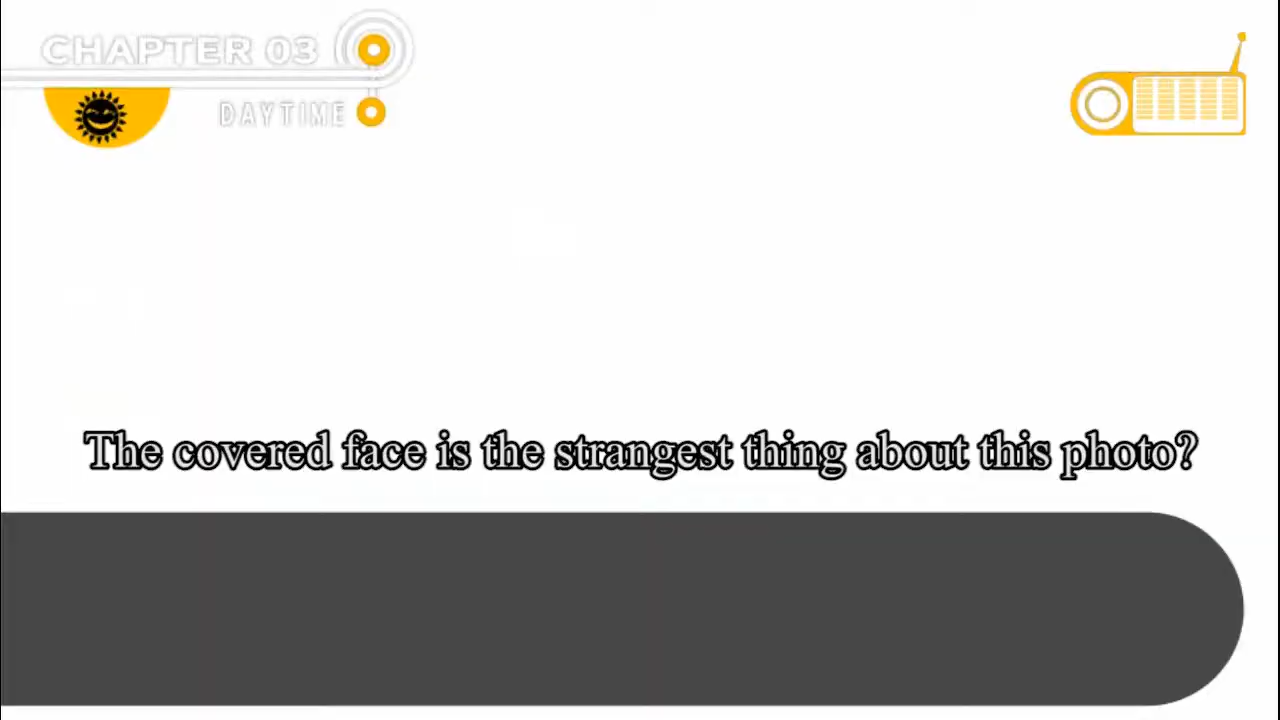 CHAPTER 03
DAYTIME
The covered face is the strangest thing about this photo?